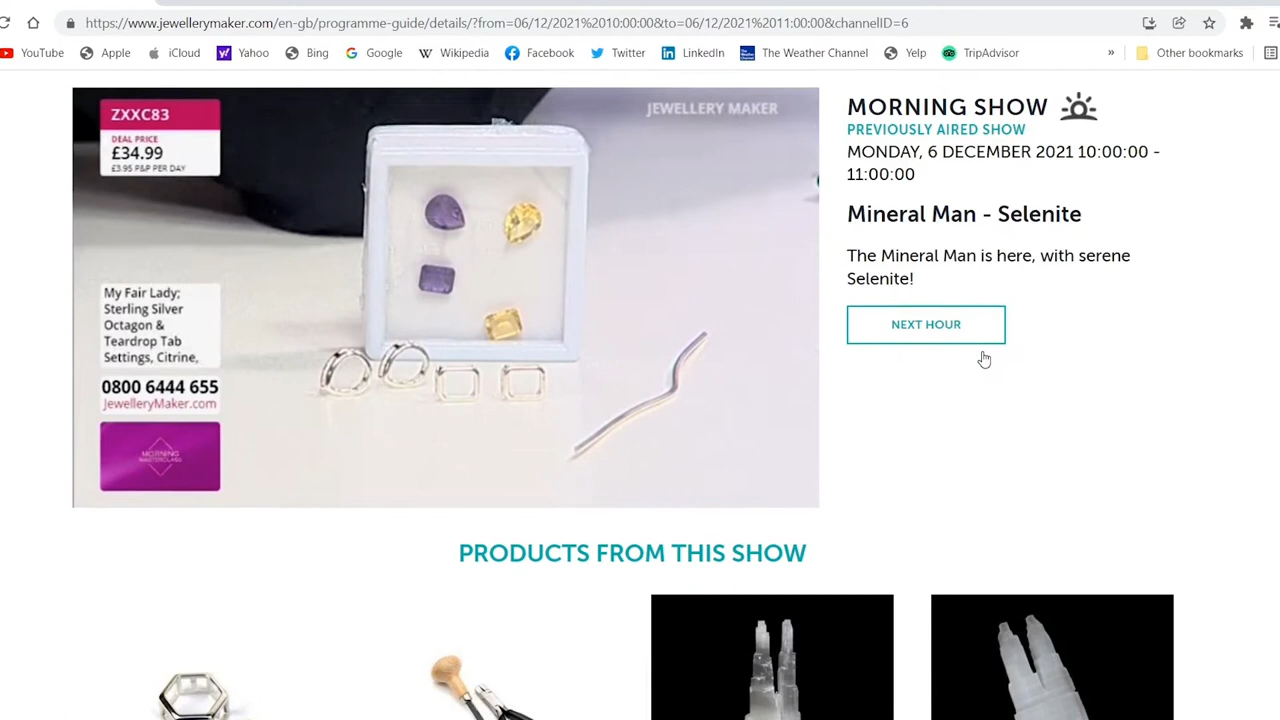 https://www.jewellerymaker.com/en-gb/programme-guide/details/?from=06/12/2021%2010:00:00&to=06/12/2021%2011:00:00&channelID=6
YouTube Apple iCloud Yahoo Bing Google Wikipedia Facebook Twitter LinkedIn The Weather Channel Yelp TripAdvisor » Other bookmarks
ZXXC83
DEAL PRICE
£34.99
£3.95 P&P PER DAY
JEWELLERY MAKER
My Fair Lady;
Sterling Silver
Octagon &
Teardrop Tab
Settings, Citrine,
0800 6444 655
JewelleryMaker.com
MORNING
MASTERCLASS
MORNING SHOW
PREVIOUSLY AIRED SHOW
MONDAY, 6 DECEMBER 2021 10:00:00 -
11:00:00
Mineral Man - Selenite
The Mineral Man is here, with serene
Selenite!
NEXT HOUR
PRODUCTS FROM THIS SHOW